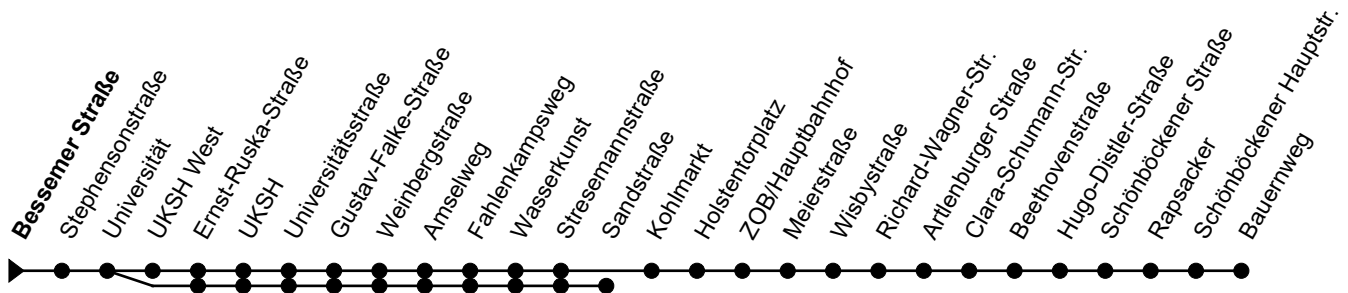 Bessemer Straße
Stephensonstraße
Universität
UKSH West
Ernst-Ruska-Straße
UKSH
Universitätsstraße
Gustav-Falke-Straße
Weinbergstraße
Amselweg
Fahlenkampsweg
Wasserkunst
Stresemannstraße
Sandstraße
Kohlmarkt
Holstentorplatz
ZOB/Hauptbahnhof
Meierstraße
Wisbystraße
Richard-Wagner-Str.
Artlenburger Straße
Clara-Schumann-Str.
Beethovenstraße
Hugo-Distler-Straße
Schönböckener Straße
Rapsacker
Schönböckener Hauptstr.
Bauernweg